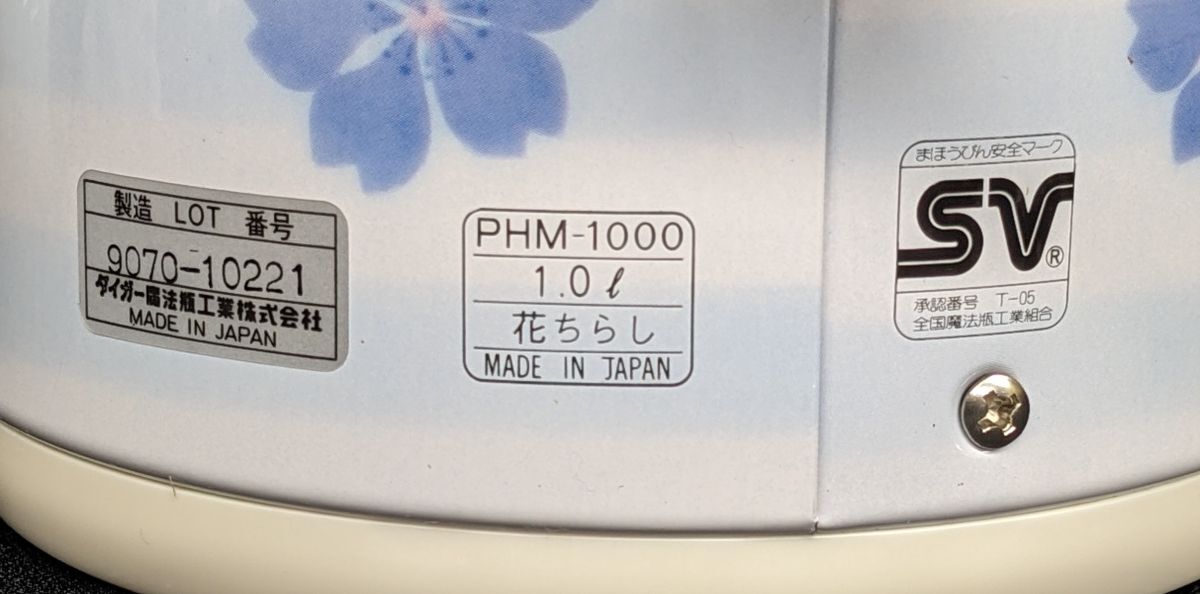 製造 LOT 番号
9070-10221
タイガー魔法瓶工業株式会社
MADE IN JAPAN
PHM-1000
1.0ℓ
花ちらし
MADE IN JAPAN
まほうびん安全マーク
SV®
承認番号 T-05
全国魔法瓶工業組合